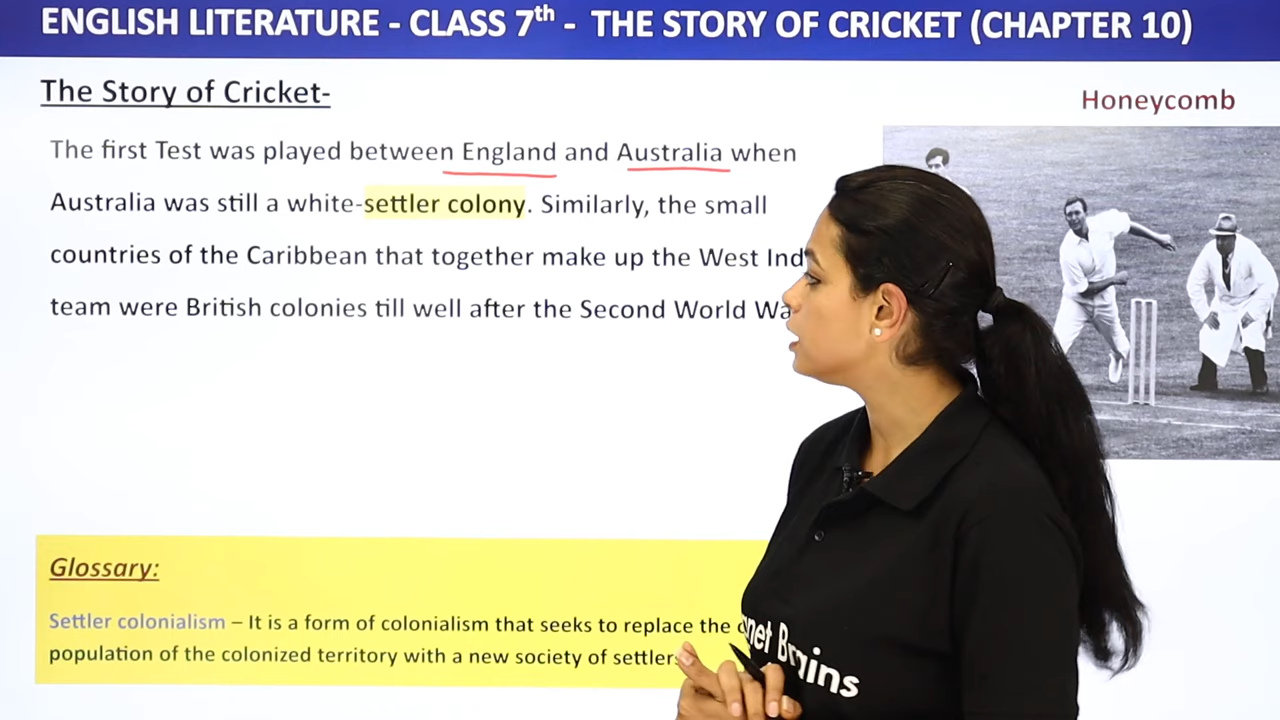 ENGLISH LITERATURE - CLASS 7th - THE STORY OF CRICKET (CHAPTER 10)
The Story of Cricket-
Honeycomb
The first Test was played between England and Australia when
Australia was still a white-settler colony. Similarly, the small
countries of the Caribbean that together make up the West Ind
team were British colonies till well after the Second World Wa
Glossary:
Settler colonialism – It is a form of colonialism that seeks to replace the
population of the colonized territory with a new society of settlers
net Brains